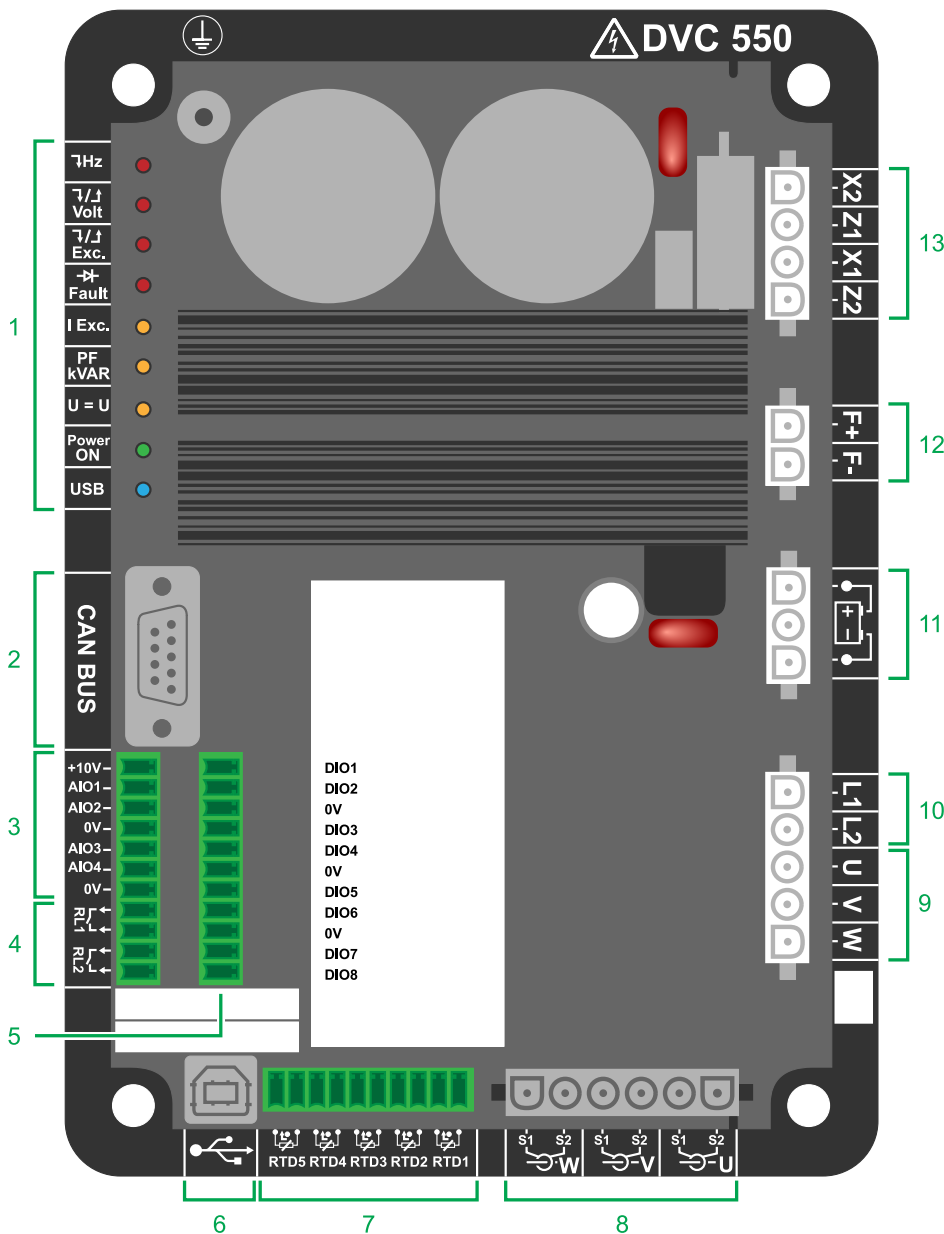 DVC 550
Hz
Volt
Exc.
Fault
I Exc.
PF
kVAR
U = U
Power
ON
USB
1
CAN BUS
2
+10V
AIO1
AIO2
0V
AIO3
AIO4
0V
3
RL1
RL2
4
5
DIO1
DIO2
0V
DIO3
DIO4
0V
DIO5
DIO6
0V
DIO7
DIO8
X2
Z1
X1
Z2
13
F+
F-
12
+
-
11
L1
L2
10
U
V
W
9
RTD5 RTD4 RTD3 RTD2 RTD1
S1 S2 S1 S2 S1 S2
W V U
6
7
8